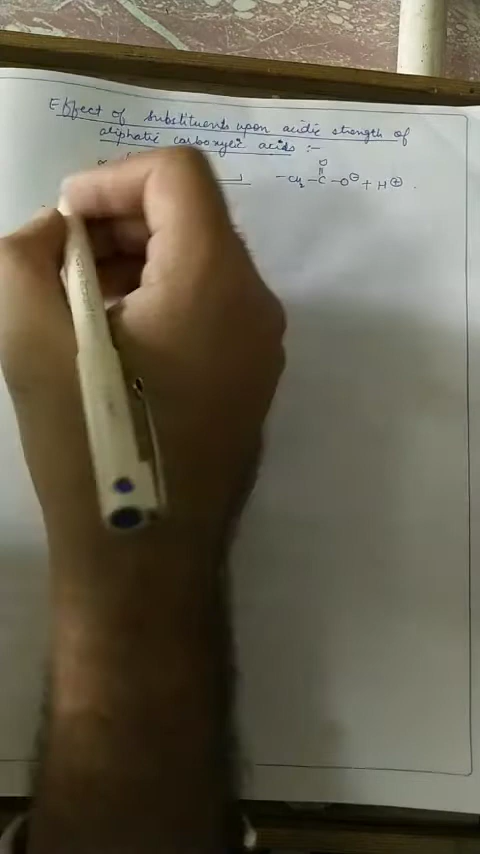 Effect of substituents upon acidic strength of
aliphatic carboxylic acids :-
-CH₂-C-O⊖ + H⊕ .
O